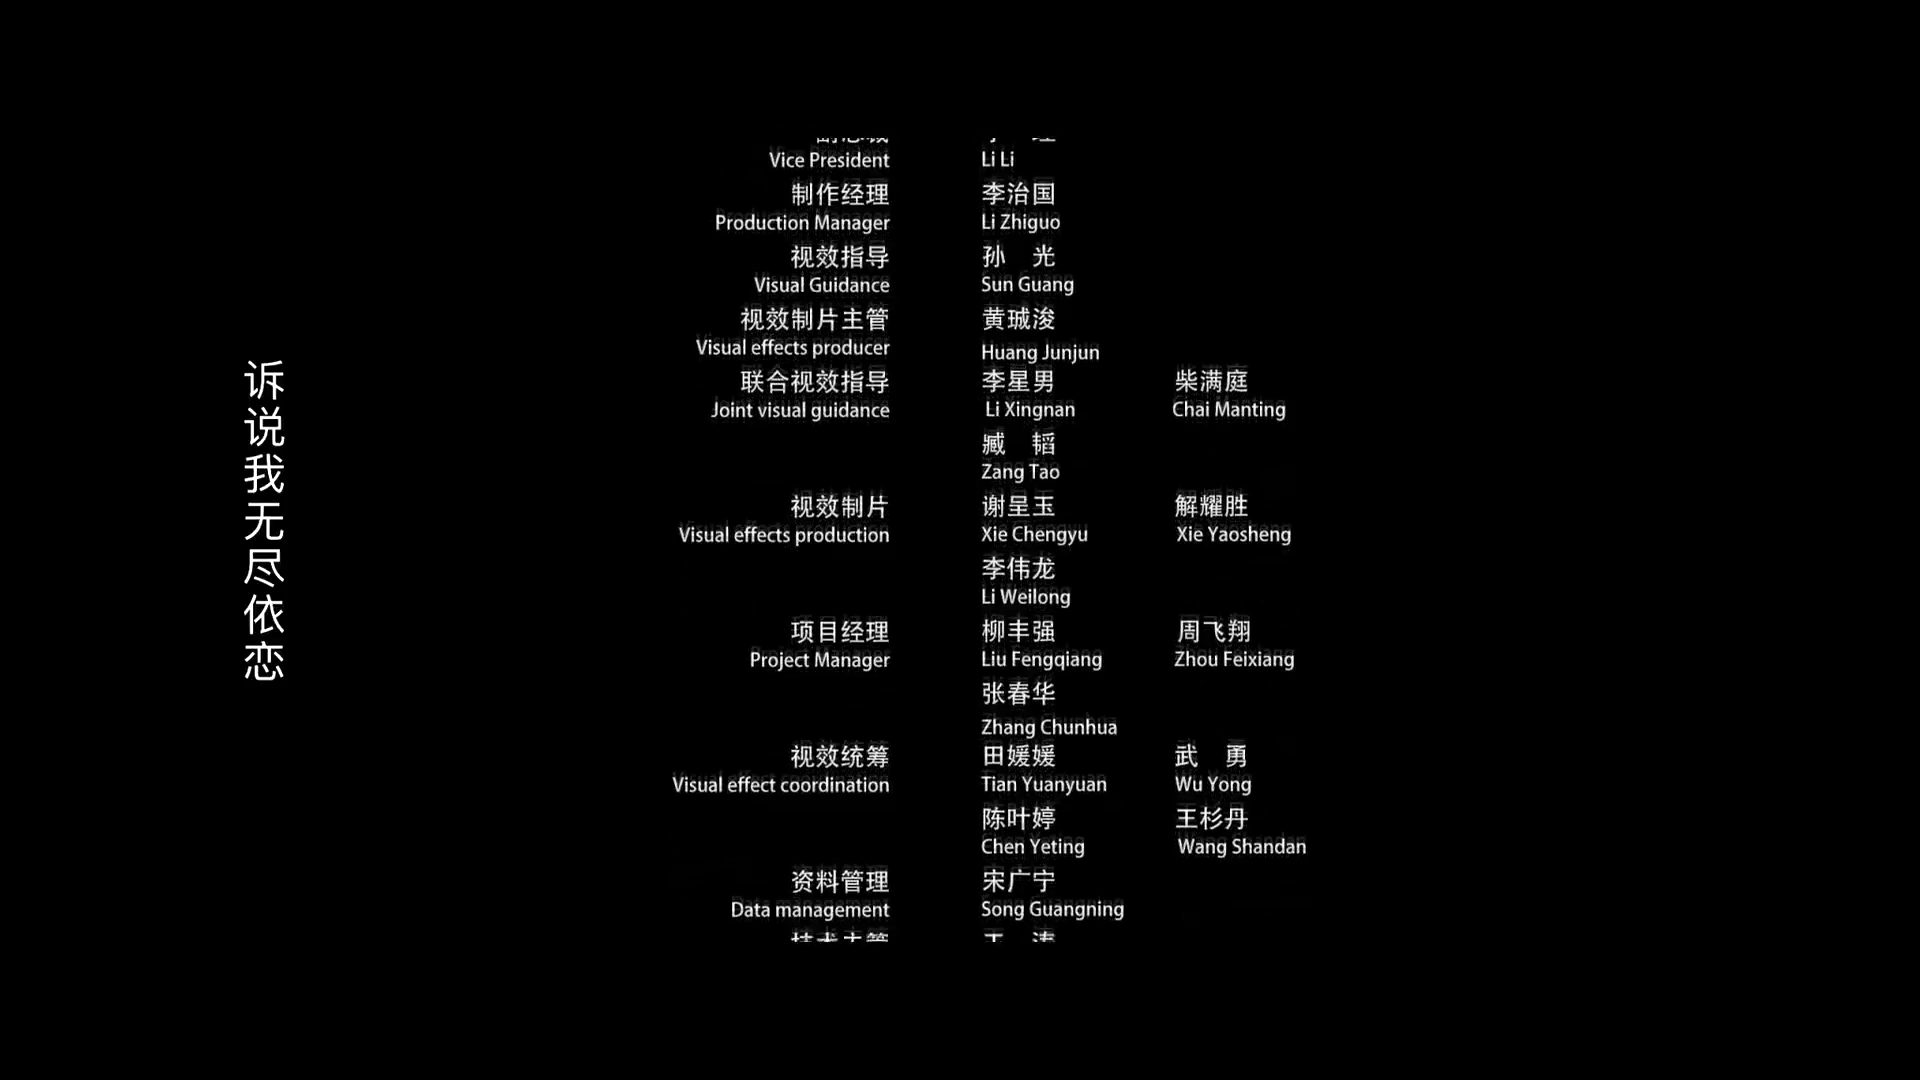 诉说我无尽依恋
Vice President Li Li
制作经理 李治国
Production Manager Li Zhiguo
视效指导 孙 光
Visual Guidance Sun Guang
视效制片主管 黄珹浚
Visual effects producer Huang Junjun
联合视效指导 李星男 柴满庭
Joint visual guidance Li Xingnan Chai Manting
臧 韬
Zang Tao
视效制片 谢呈玉 解耀胜
Visual effects production Xie Chengyu Xie Yaosheng
李伟龙
Li Weilong
项目经理 柳丰强 周飞翔
Project Manager Liu Fengqiang Zhou Feixiang
张春华
Zhang Chunhua
视效统筹 田媛媛 武 勇
Visual effect coordination Tian Yuanyuan Wu Yong
陈叶婷 王杉丹
Chen Yeting Wang Shandan
资料管理 宋广宁
Data management Song Guangning